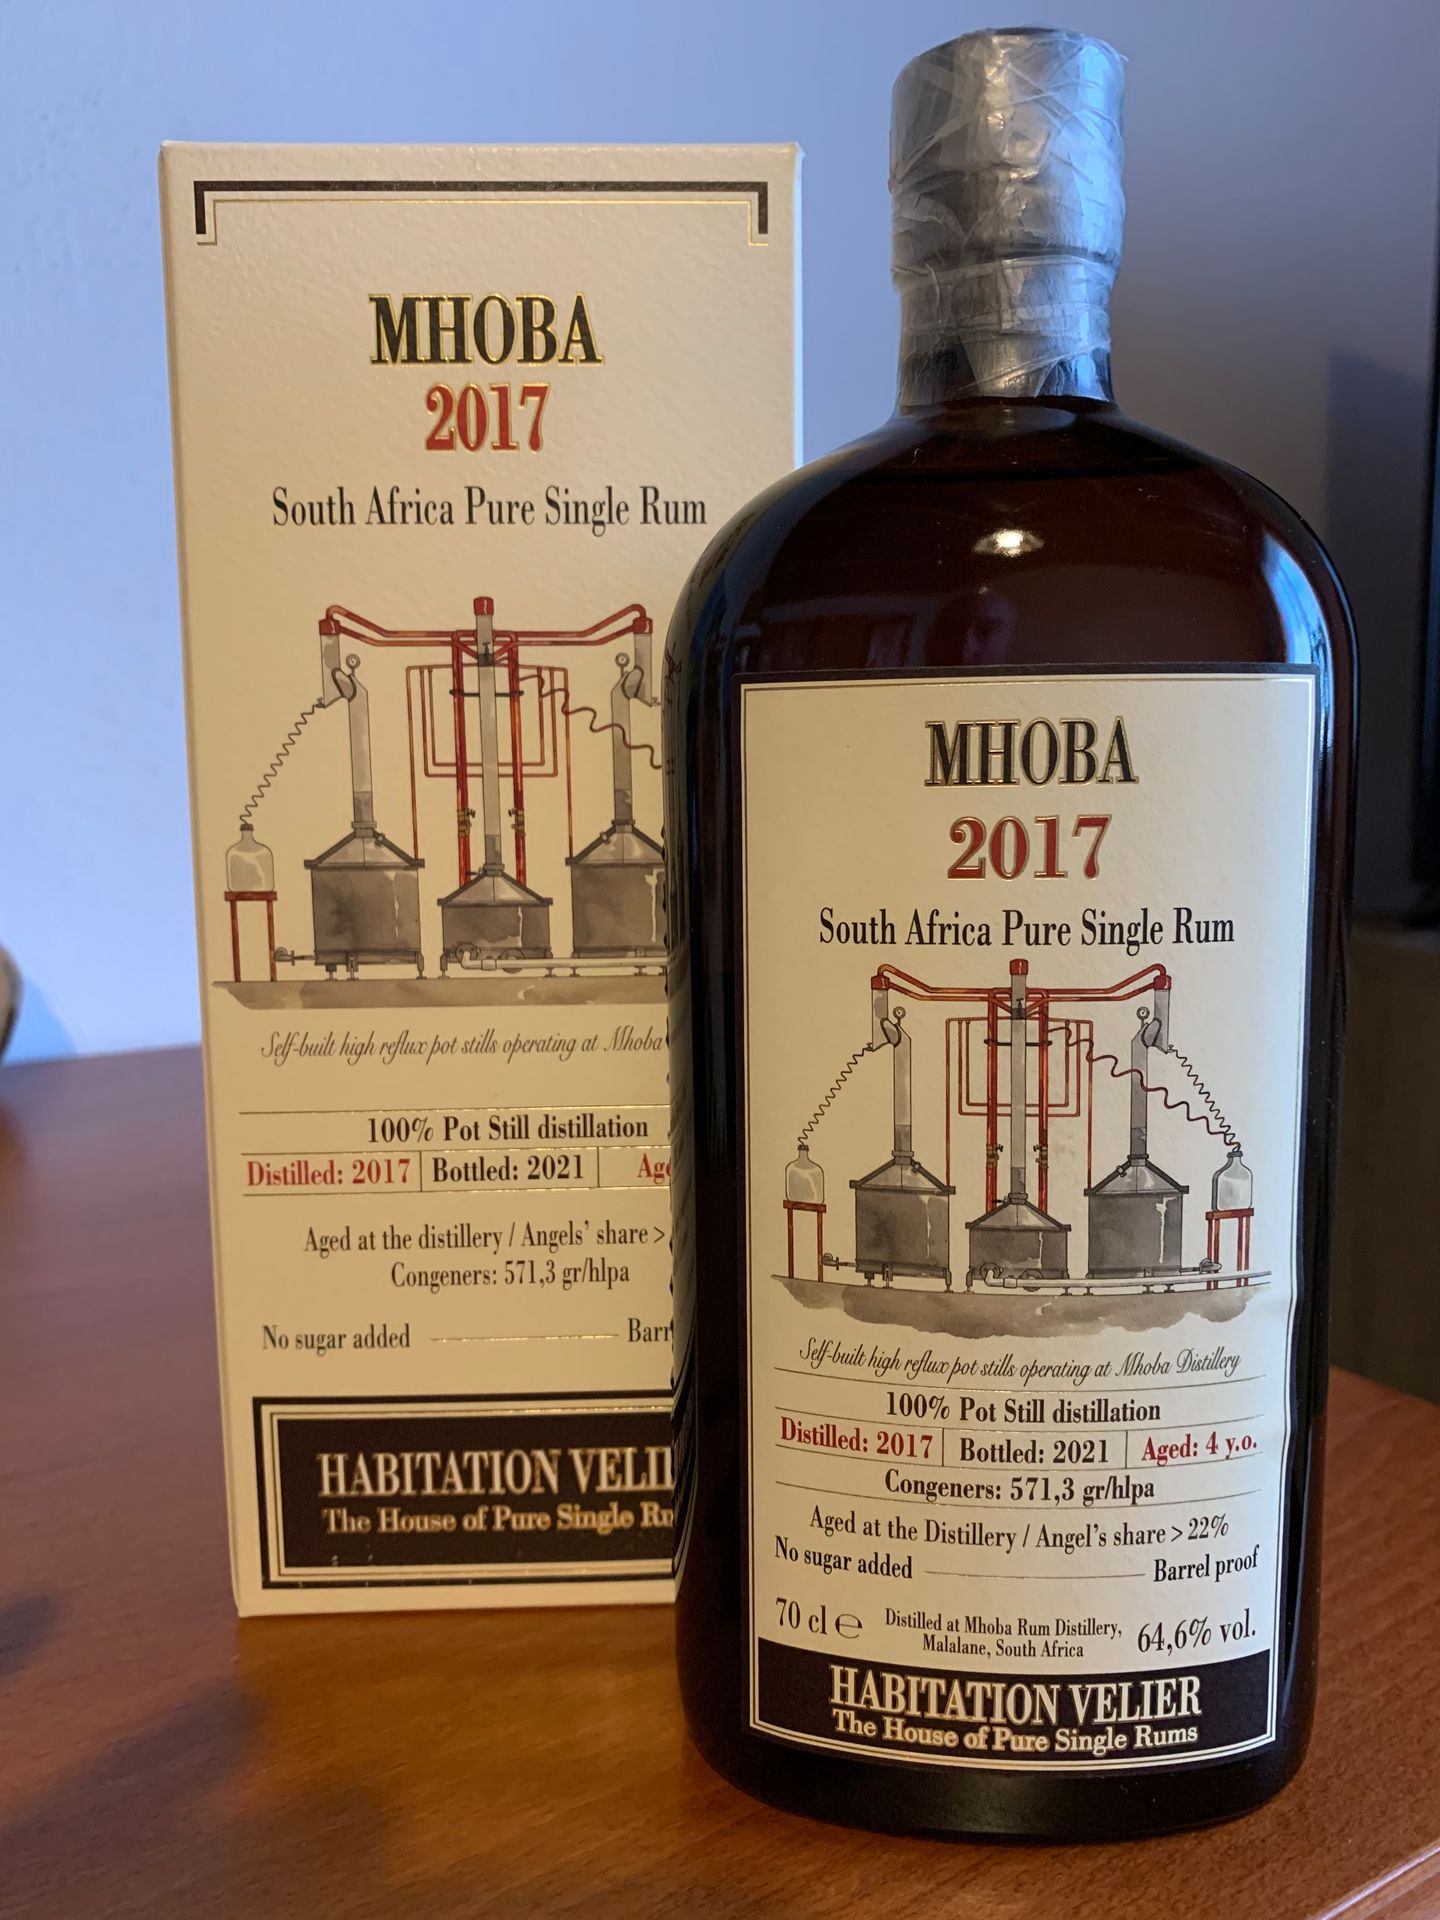 MHOBA
2017
South Africa Pure Single Rum
Self-built high reflux pot stills operating at Mhoba
100% Pot Still distillation
Distilled: 2017 Bottled: 2021
Aged at the distillery / Angels' share >
Congeners: 571,3 gr/hlpa
No sugar added
HABITATION
The House of Pure Single
MHOBA
2017
South Africa Pure Single Rum
Self-built high reflux pot stills operating at Mhoba Distillery
100% Pot Still distillation
Distilled: 2017 Bottled: 2021 Aged: 4 y.o.
Congeners: 571,3 gr/hlpa
Aged at the Distillery / Angel's share > 22%
No sugar added Barrel proof
70 cl ℮ Distilled at Mhoba Rum Distillery, 64,6% vol.
Malalane, South Africa
HABITATION VELIER
The House of Pure Single Rums